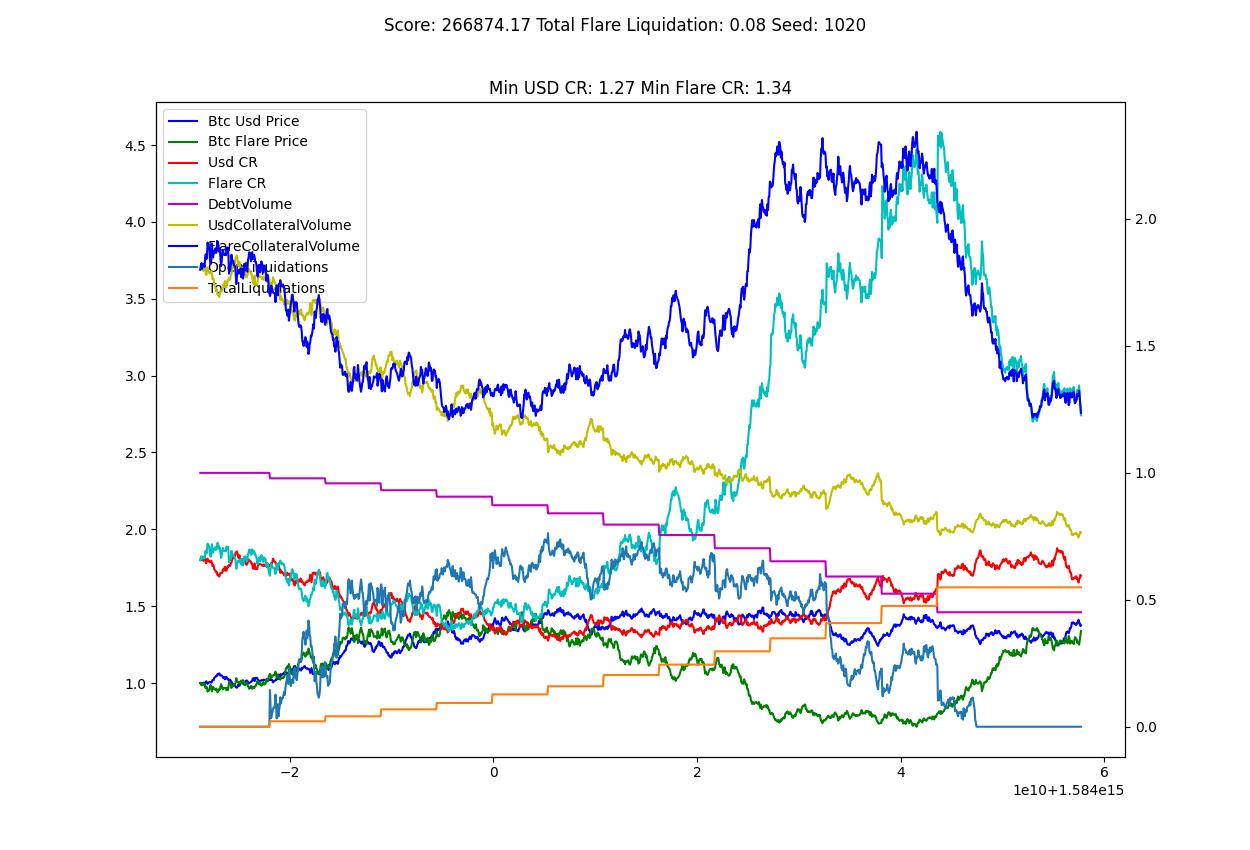 Score: 266874.17 Total Flare Liquidation: 0.08 Seed: 1020
Min USD CR: 1.27 Min Flare CR: 1.34
Btc Usd Price
Btc Flare Price
Usd CR
Flare CR
DebtVolume
UsdCollateralVolume
FlareCollateralVolume
OpenLiquidations
TotalLiquidations
4.5
4.0
3.5
3.0
2.5
2.0
1.5
1.0
2.0
1.5
1.0
0.5
0.0
−2
0
2
4
6
1e10+1.584e15